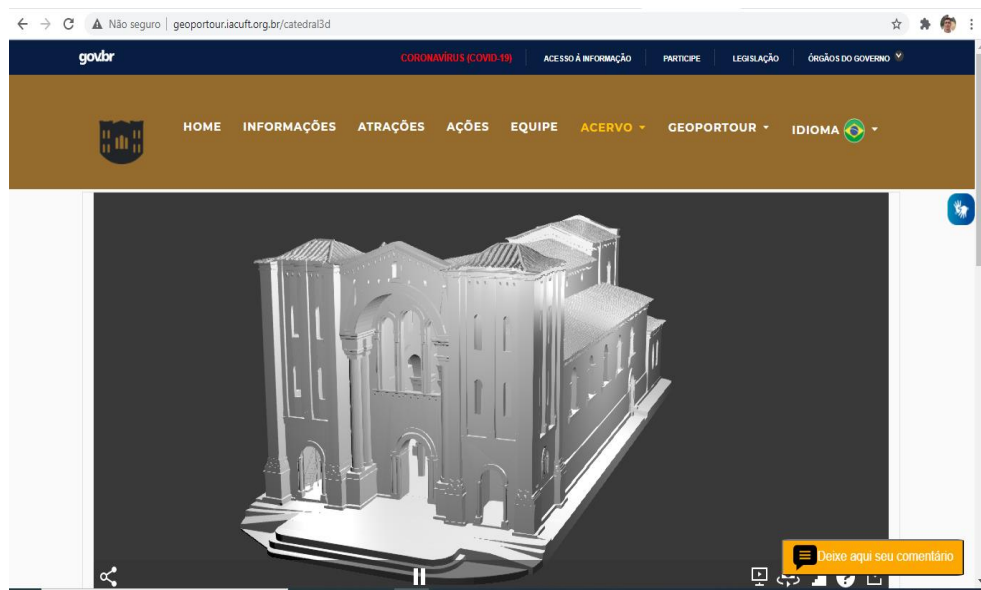 Não seguro | geoportour.iacuft.org.br/catedral3d
gov.br CORONAVÍRUS (COVID-19) ACESSO À INFORMAÇÃO PARTICIPE LEGISLAÇÃO ÓRGÃOS DO GOVERNO
HOME INFORMAÇÕES ATRAÇÕES AÇÕES EQUIPE ACERVO GEOPORTOUR IDIOMA
Deixe aqui seu comentário